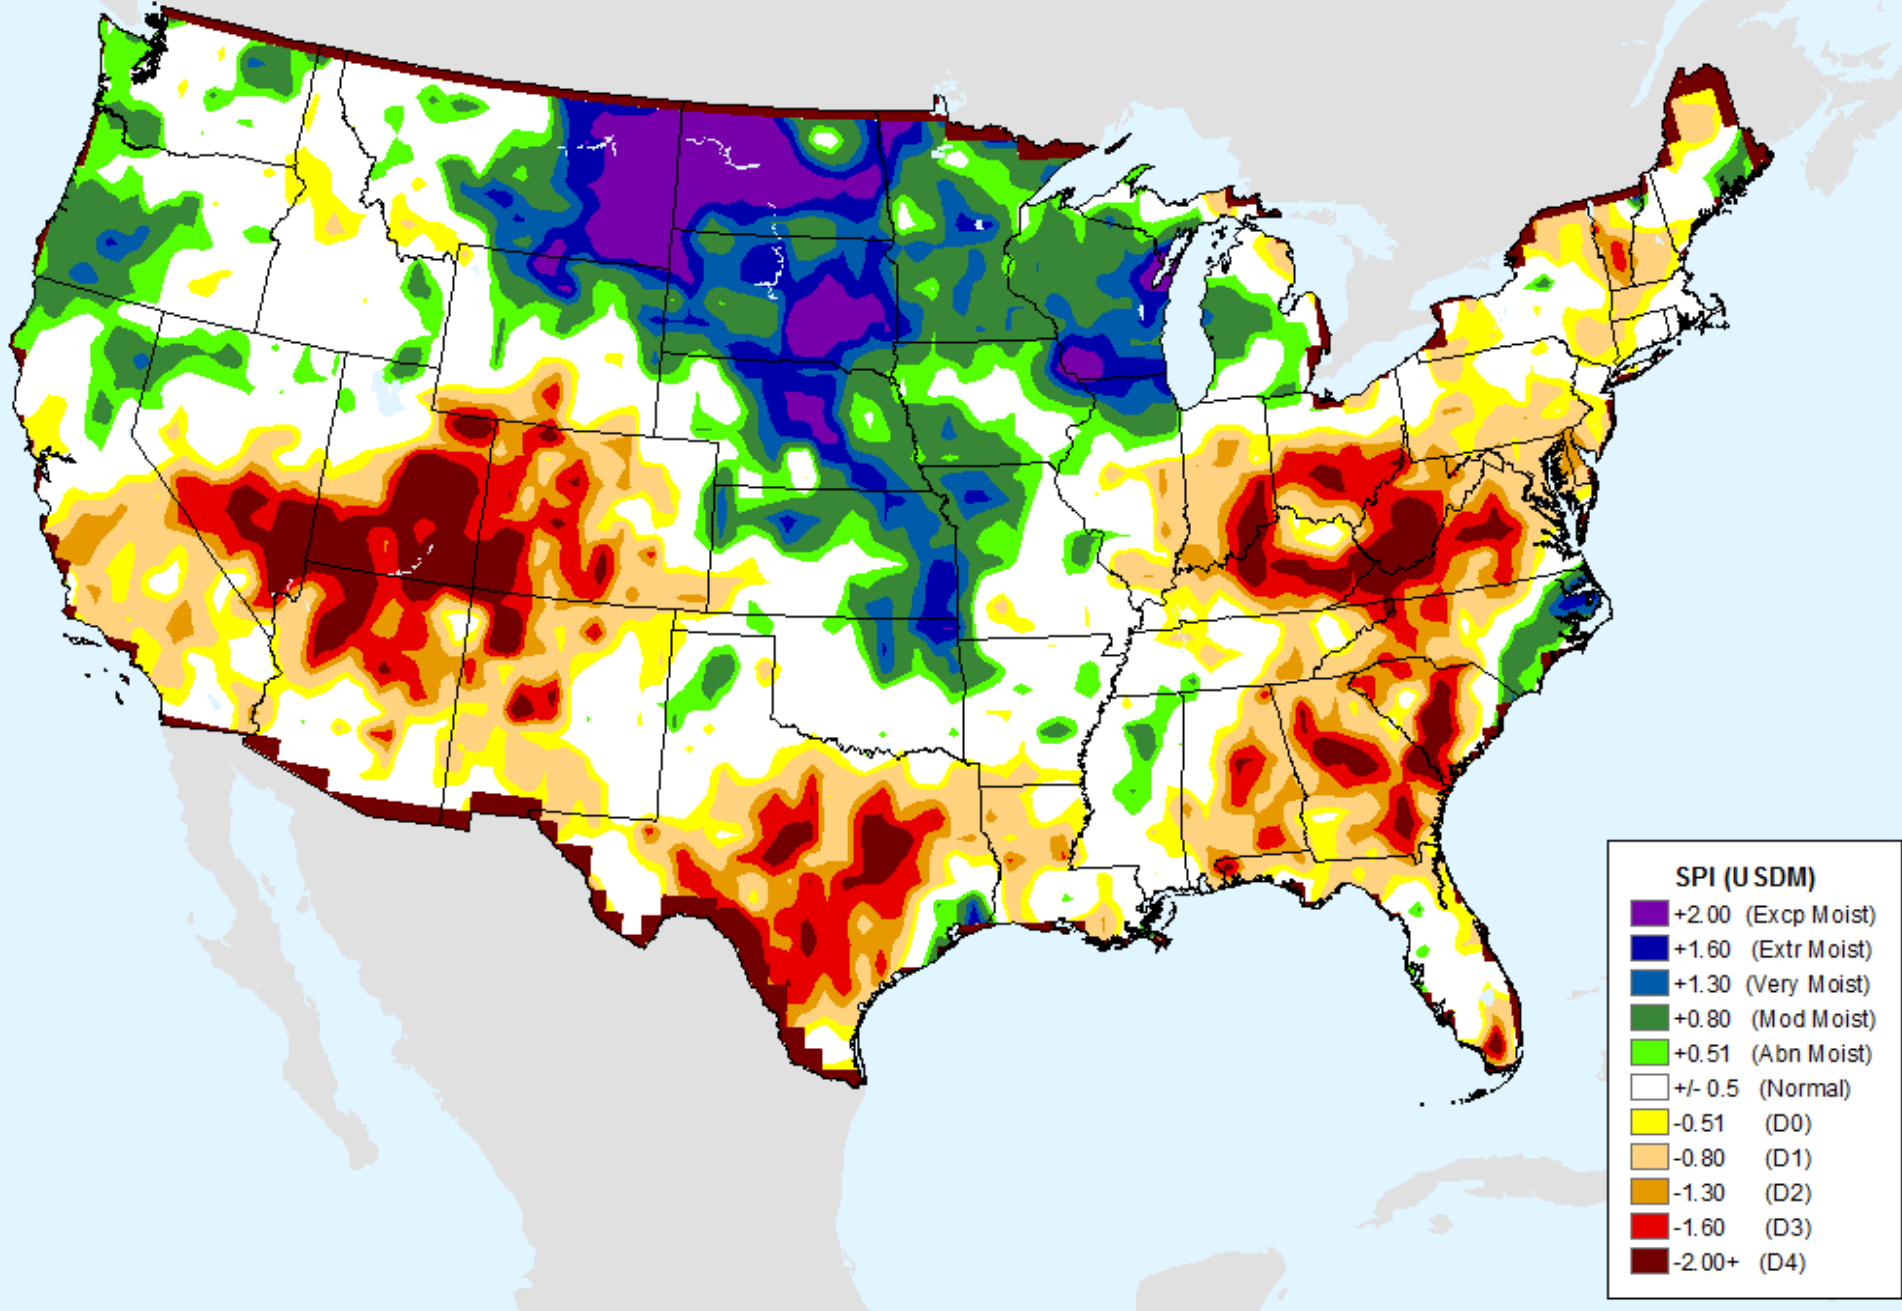 SPI (USDM)
+2.00 (Excp Moist)
+1.60 (Extr Moist)
+1.30 (Very Moist)
+0.80 (Mod Moist)
+0.51 (Abn Moist)
+/- 0.5 (Normal)
-0.51 (D0)
-0.80 (D1)
-1.30 (D2)
-1.60 (D3)
-2.00+ (D4)